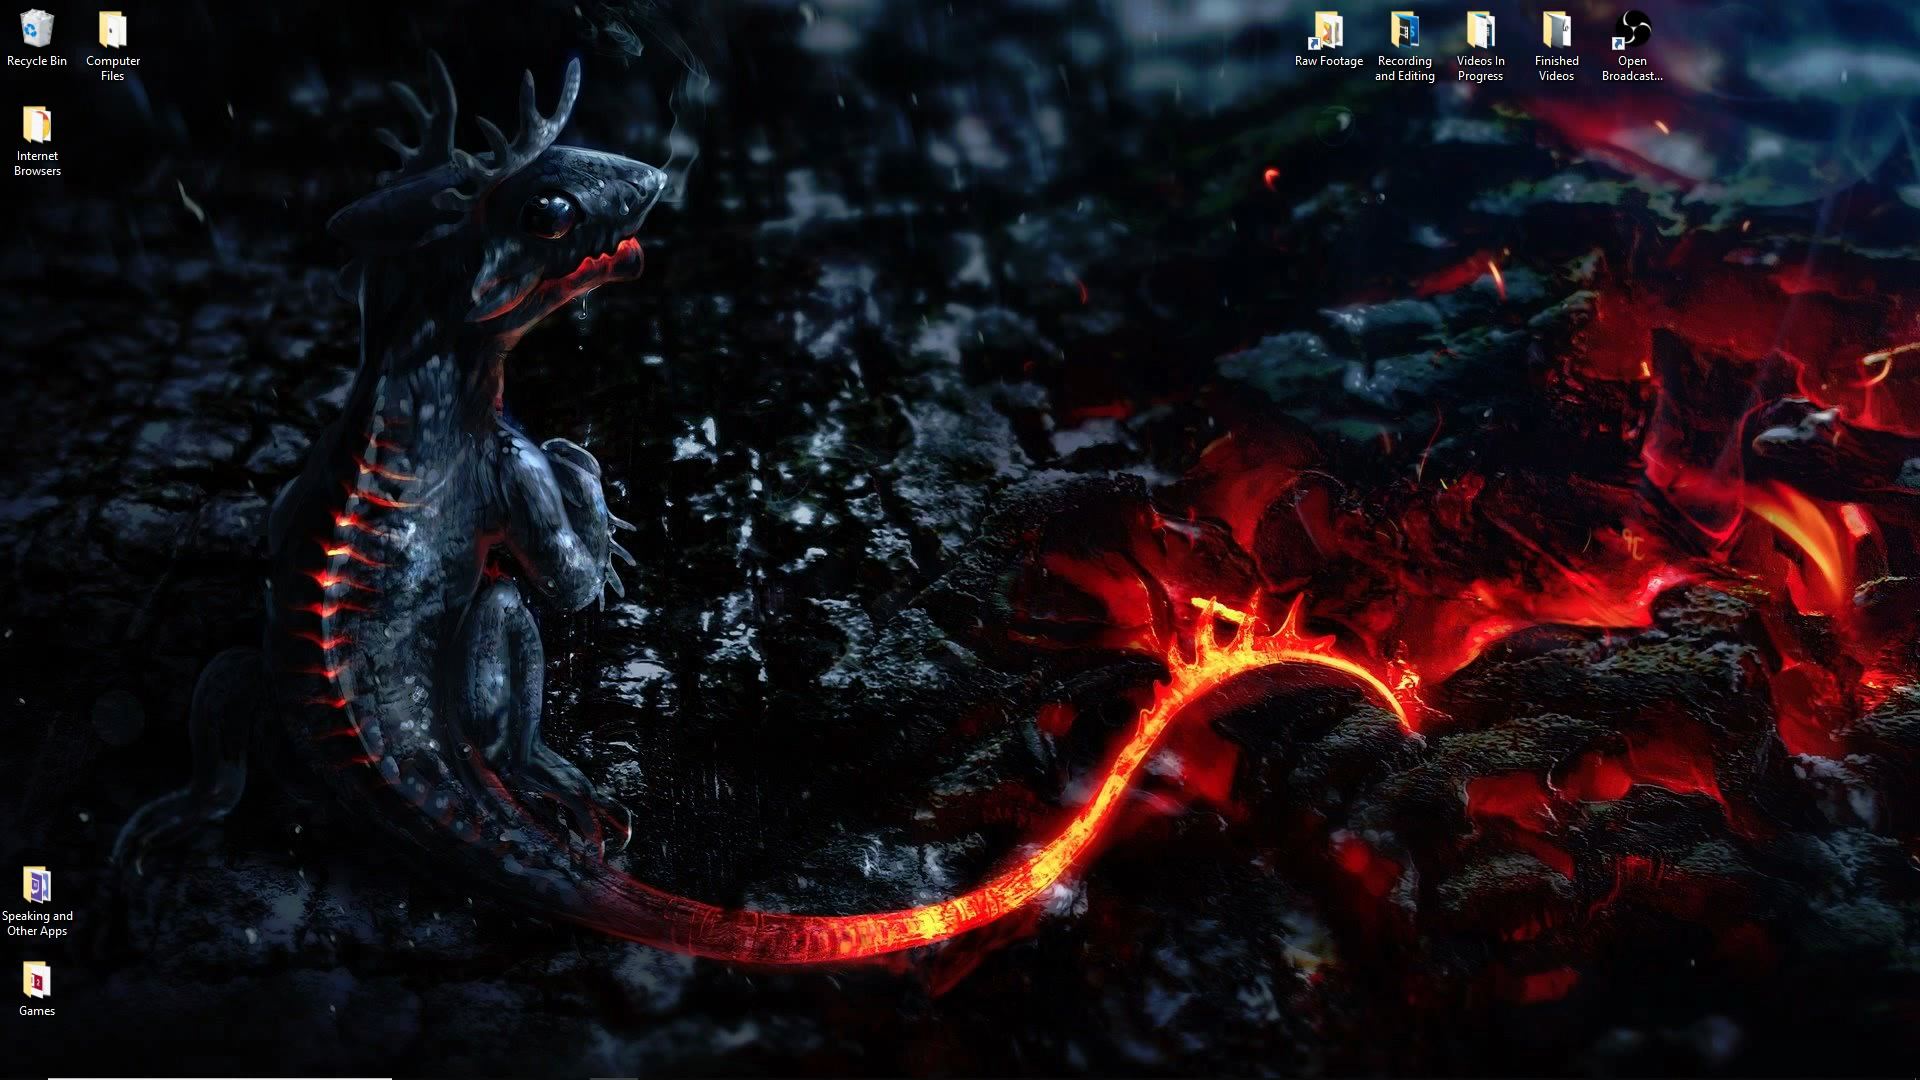 Recycle Bin
Computer
Files
Internet
Browsers
Speaking and
Other Apps
Games
Raw Footage
Recording
and Editing
Videos In
Progress
Finished
Videos
Open
Broadcast...